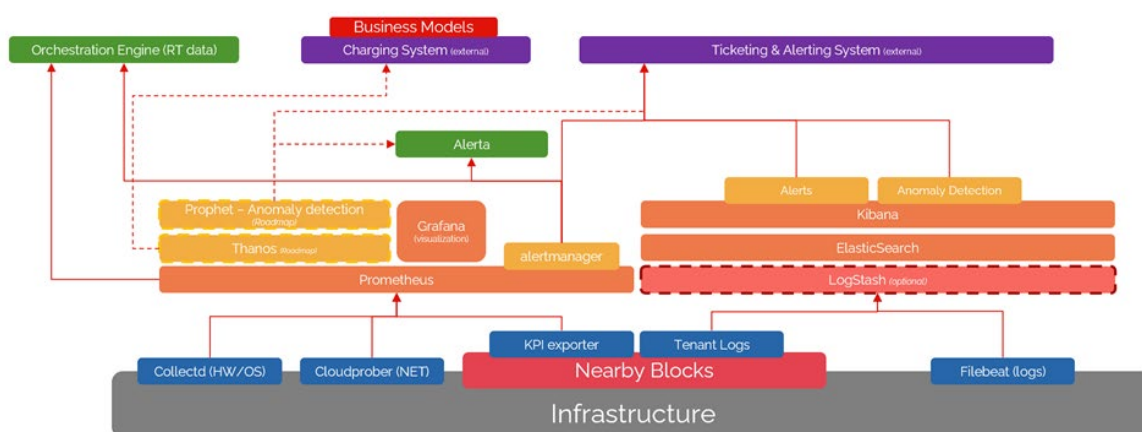 Business Models
Orchestration Engine (RT data)
Charging System (external)
Ticketing & Alerting System (external)
Alerta
Alerts
Anomaly Detection
Prophet – Anomaly detection
(Roadmap)
Grafana
(visualization)
Kibana
Thanos (Roadmap)
alertmanager
ElasticSearch
Prometheus
LogStash (optional)
KPI exporter
Tenant Logs
Collectd (HW/OS)
Cloudprober (NET)
Nearby Blocks
Filebeat (logs)
Infrastructure